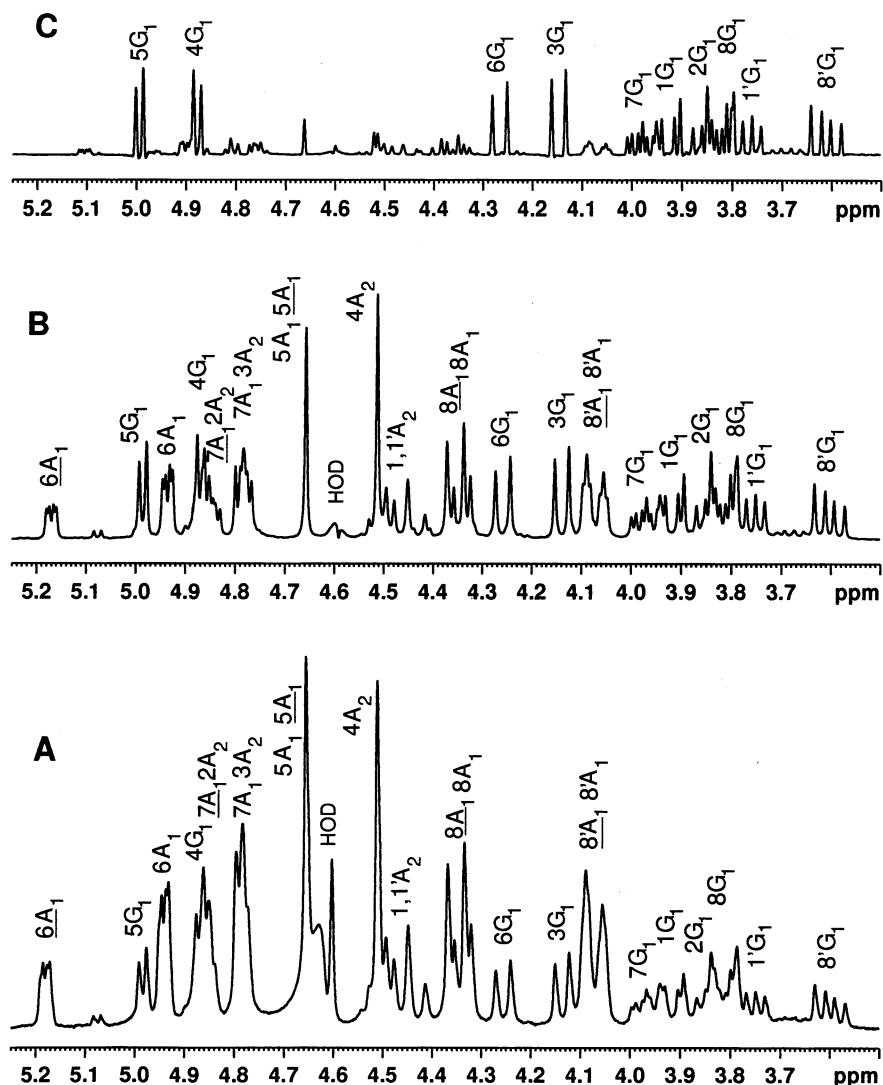 C
5G₁
4G₁
6G₁
3G₁
7G₁
1G₁
2G₁
8G₁
1'G₁
8'G₁
5.2 5.1 5.0 4.9 4.8 4.7 4.6 4.5 4.4 4.3 4.2 4.1 4.0 3.9 3.8 3.7 ppm
B
6A₁
5G₁
6A₁
4G₁
7A₁ 2A₂
7A₁ 3A₂
5A₁ 5A₁
HOD
4A₂
1,1'A₂
8A₁ 8A₁
6G₁
3G₁
8'A₁ 8'A₁
7G₁
1G₁
2G₁
8G₁
1'G₁
8'G₁
5.2 5.1 5.0 4.9 4.8 4.7 4.6 4.5 4.4 4.3 4.2 4.1 4.0 3.9 3.8 3.7 ppm
A
6A₁
5G₁
6A₁
4G₁ 7A₁ 2A₂
7A₁ 3A₂
5A₁ 5A₁
HOD
4A₂
1,1'A₂
8A₁ 8A₁
6G₁
3G₁
8'A₁ 8'A₁
7G₁
1G₁
2G₁
8G₁
1'G₁
8'G₁
5.2 5.1 5.0 4.9 4.8 4.7 4.6 4.5 4.4 4.3 4.2 4.1 4.0 3.9 3.8 3.7 ppm